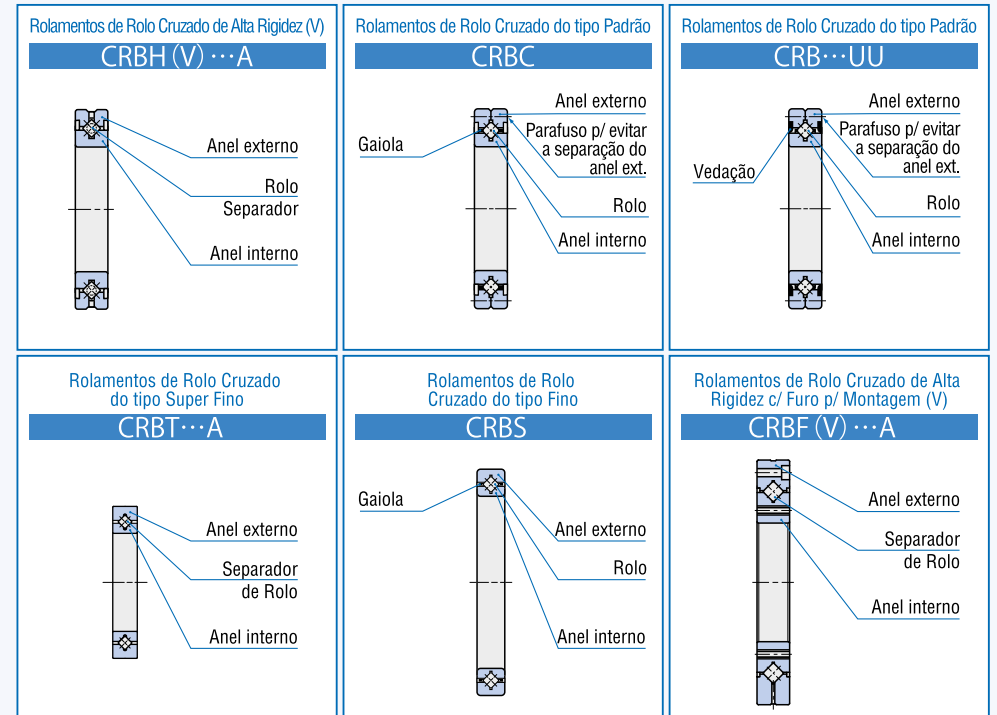 Rolamentos de Rolo Cruzado de Alta Rigidez (V)
CRBH (V) ···A
Anel externo
Rolo
Separador
Anel interno
Rolamentos de Rolo Cruzado do tipo Padrão
CRBC
Anel externo
Gaiola
Parafuso p/ evitar
a separação do
anel ext.
Rolo
Anel interno
Rolamentos de Rolo Cruzado do tipo Padrão
CRB···UU
Anel externo
Parafuso p/ evitar
a separação do
anel ext.
Vedação
Rolo
Anel interno
Rolamentos de Rolo Cruzado
do tipo Super Fino
CRBT···A
Anel externo
Separador
de Rolo
Anel interno
Rolamentos de Rolo
Cruzado do tipo Fino
CRBS
Gaiola
Anel externo
Rolo
Anel interno
Rolamentos de Rolo Cruzado de Alta
Rigidez c/ Furo p/ Montagem (V)
CRBF (V) ···A
Anel externo
Separador
de Rolo
Anel interno